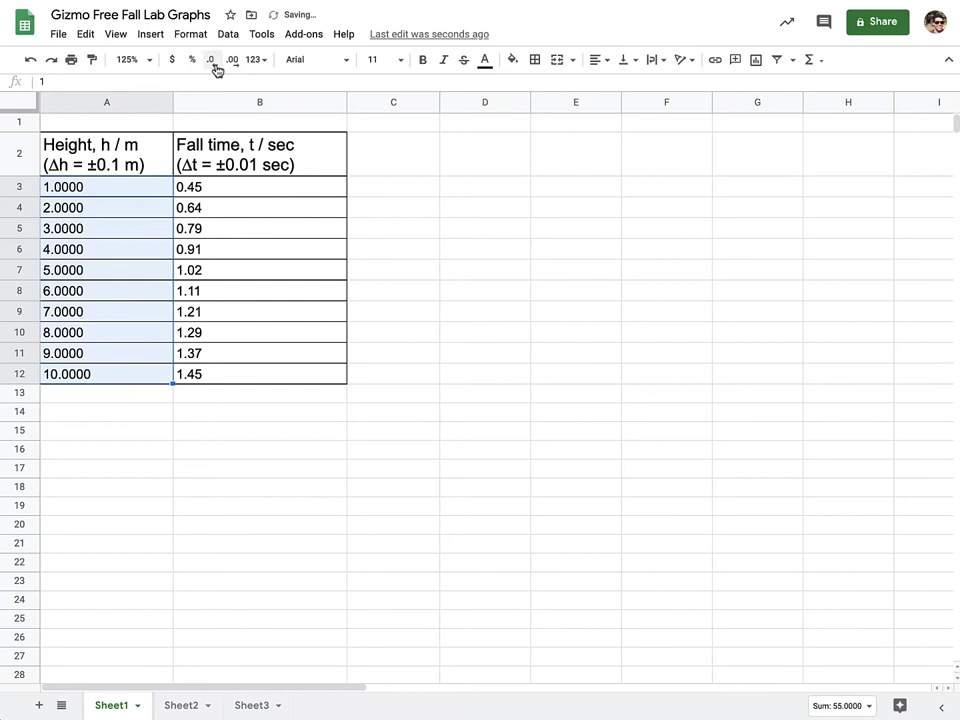 Gizmo Free Fall Lab Graphs
Saving...
File Edit View Insert Format Data Tools Add-ons Help Last edit was seconds ago
Share
125% $ % .0 .00 123 Arial 11 B I S A Σ
fx 1
A B C D E F G H I
1
2 Height, h / m Fall time, t / sec
(Δh = ±0.1 m) (Δt = ±0.01 sec)
3 1.0000 0.45
4 2.0000 0.64
5 3.0000 0.79
6 4.0000 0.91
7 5.0000 1.02
8 6.0000 1.11
9 7.0000 1.21
10 8.0000 1.29
11 9.0000 1.37
12 10.0000 1.45
13
14
15
16
17
18
19
20
21
22
23
24
25
26
27
28
+ Sheet1 Sheet2 Sheet3 Sum: 55.0000